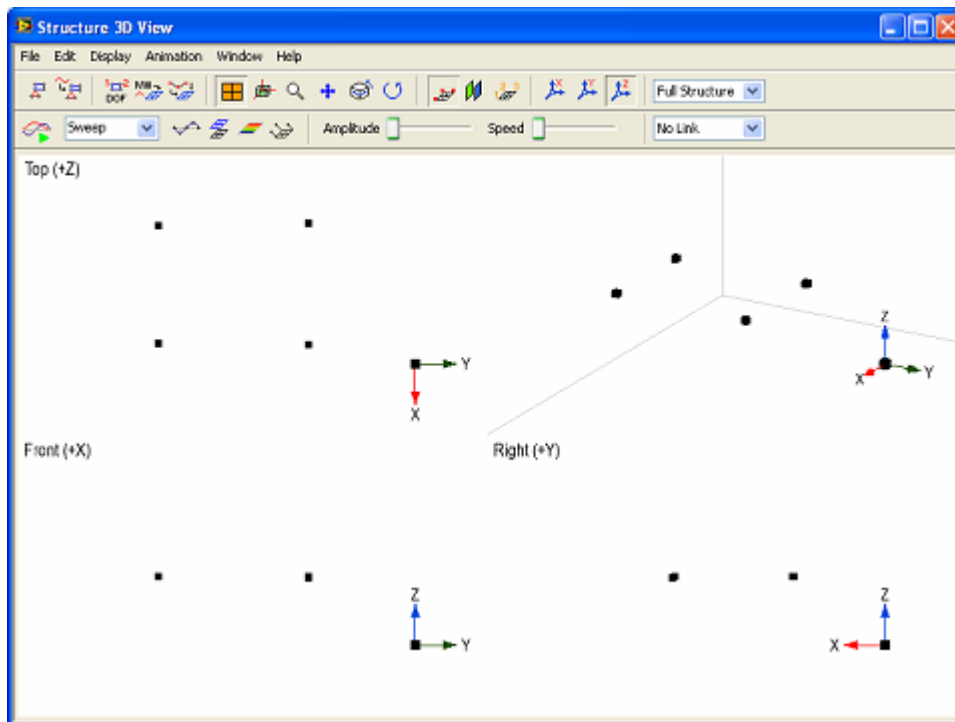 Structure 3D View
File Edit Display Animation Window Help
DOF Full Structure
Sweep Amplitude Speed No Link
Top (+Z)
Z
Y
X Y
X
Front (+X) Right (+Y)
Z Z
Y X